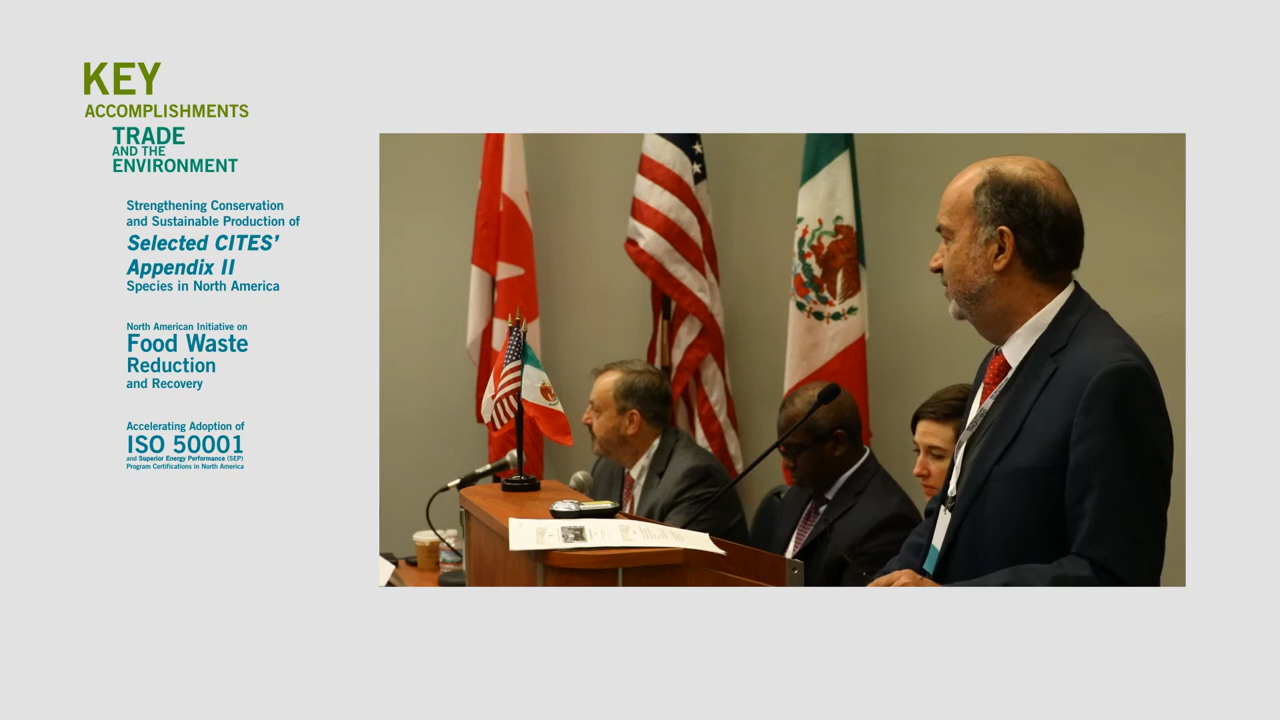 KEY
ACCOMPLISHMENTS
TRADE
AND THE
ENVIRONMENT
Strengthening Conservation
and Sustainable Production of
Selected CITES'
Appendix II
Species in North America
North American Initiative on
Food Waste
Reduction
and Recovery
Accelerating Adoption of
ISO 50001
and Superior Energy Performance (SEP)
Program Certifications in North America